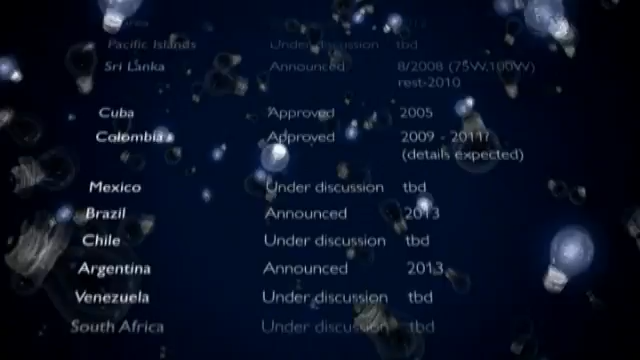 Pacific Islands Under discussion tbd
Sri Lanka Announced 8/2008 (75W,100W)
rest-2010
Cuba Approved 2005
Colombia Approved 2009 - 2011?
(details expected)
Mexico Under discussion tbd
Brazil Announced 2013
Chile Under discussion tbd
Argentina Announced 2013
Venezuela Under discussion tbd
South Africa Under discussion tbd